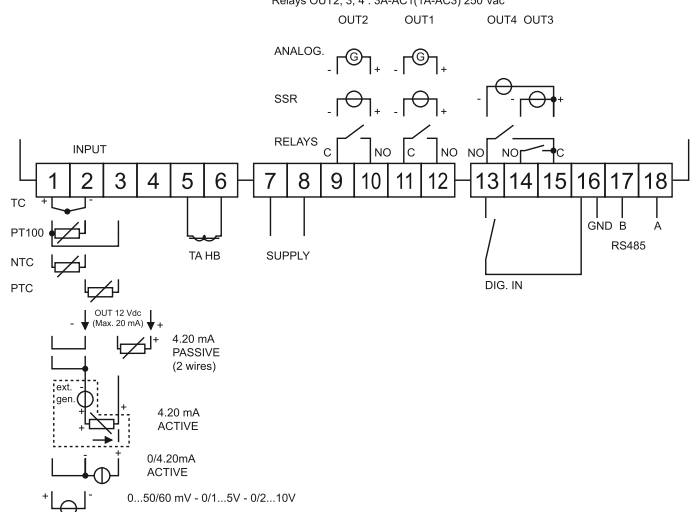 Relays OUT2, 3, 4 : 3A-AC1(1A-AC3) 250 Vac
OUT2 OUT1 OUT4 OUT3
ANALOG. G G
- + - +
SSR
- + - + - - +
RELAYS
C NO C NO NO NO C
INPUT
1 2 3 4 5 6 7 8 9 10 11 12 13 14 15 16 17 18
TC + -
PT100
NTC
PTC
TA HB
SUPPLY
DIG. IN
GND B A
RS485
OUT 12 Vdc
(Max. 20 mA)
- +
+
4.20 mA
PASSIVE
(2 wires)
ext.
gen.
- +
+ +
4.20 mA
ACTIVE
- +
0/4.20mA
ACTIVE
+ -
0...50/60 mV - 0/1...5V - 0/2...10V